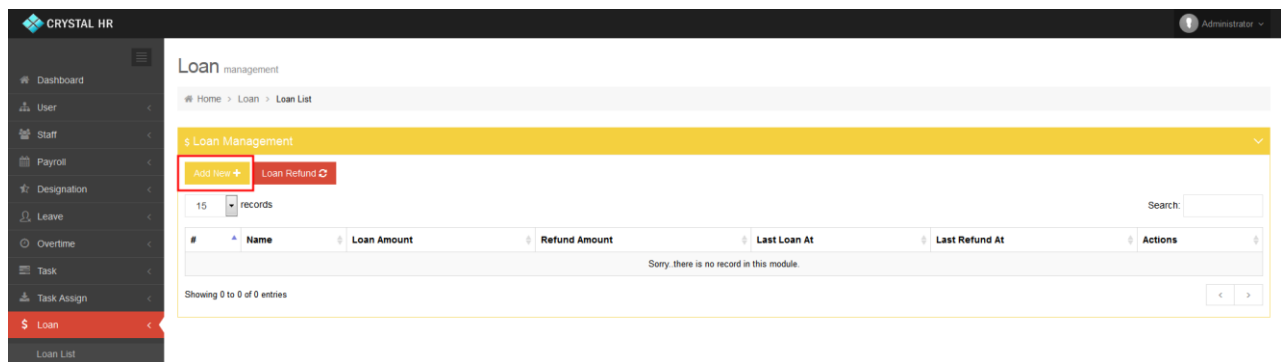 CRYSTAL HR
Administrator
Dashboard
User
Staff
Payroll
Designation
Leave
Overtime
Task
Task Assign
$ Loan
Loan List
Loan management
Home > Loan > Loan List
$ Loan Management
Add New + Loan Refund
15 records Search:
# Name Loan Amount Refund Amount Last Loan At Last Refund At Actions
Sorry..there is no record in this module.
Showing 0 to 0 of 0 entries < >